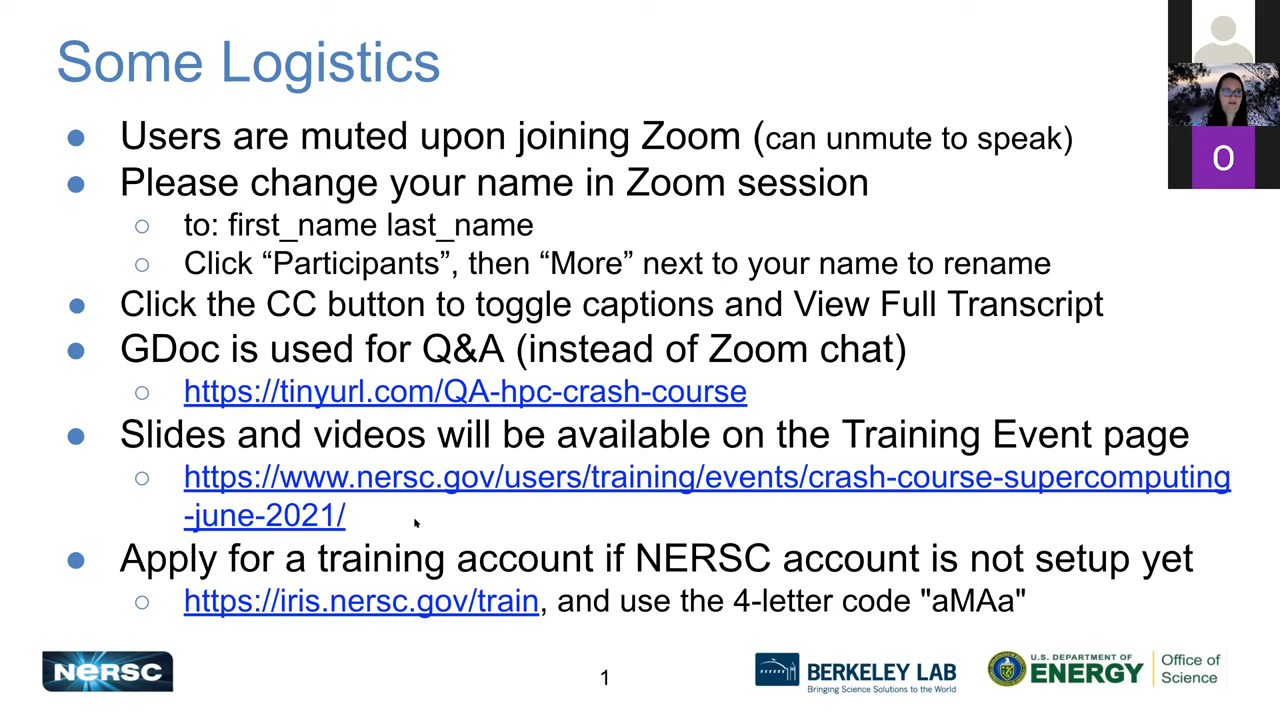 Some Logistics
● Users are muted upon joining Zoom (can unmute to speak)
● Please change your name in Zoom session
○ to: first_name last_name
○ Click “Participants”, then “More” next to your name to rename
● Click the CC button to toggle captions and View Full Transcript
● GDoc is used for Q&A (instead of Zoom chat)
○ https://tinyurl.com/QA-hpc-crash-course
● Slides and videos will be available on the Training Event page
○ https://www.nersc.gov/users/training/events/crash-course-supercomputing
-june-2021/
● Apply for a training account if NERSC account is not setup yet
○ https://iris.nersc.gov/train, and use the 4-letter code "aMAa"
O
NERSC
1
BERKELEY LAB
Bringing Science Solutions to the World
U.S. DEPARTMENT OF
ENERGY
Office of
Science